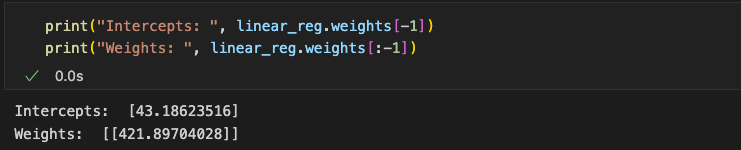 print("Intercepts: ", linear_reg.weights[-1])
print("Weights: ", linear_reg.weights[:-1])
✓ 0.0s
Intercepts:  [43.18623516]
Weights:  [[421.89704028]]